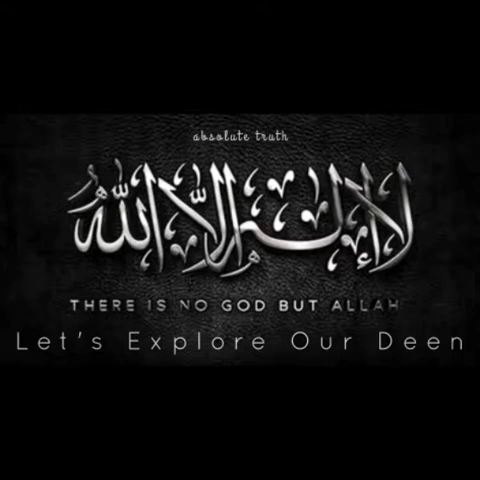 absolute truth
لا إله إلا الله
THERE IS NO GOD BUT ALLAH
Let's Explore Our Deen